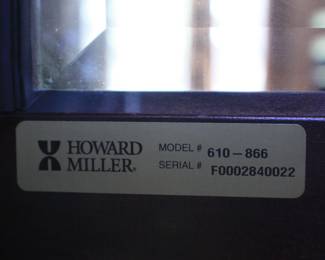 HOWARD MILLER®
MODEL # 610-866
SERIAL # F0002840022